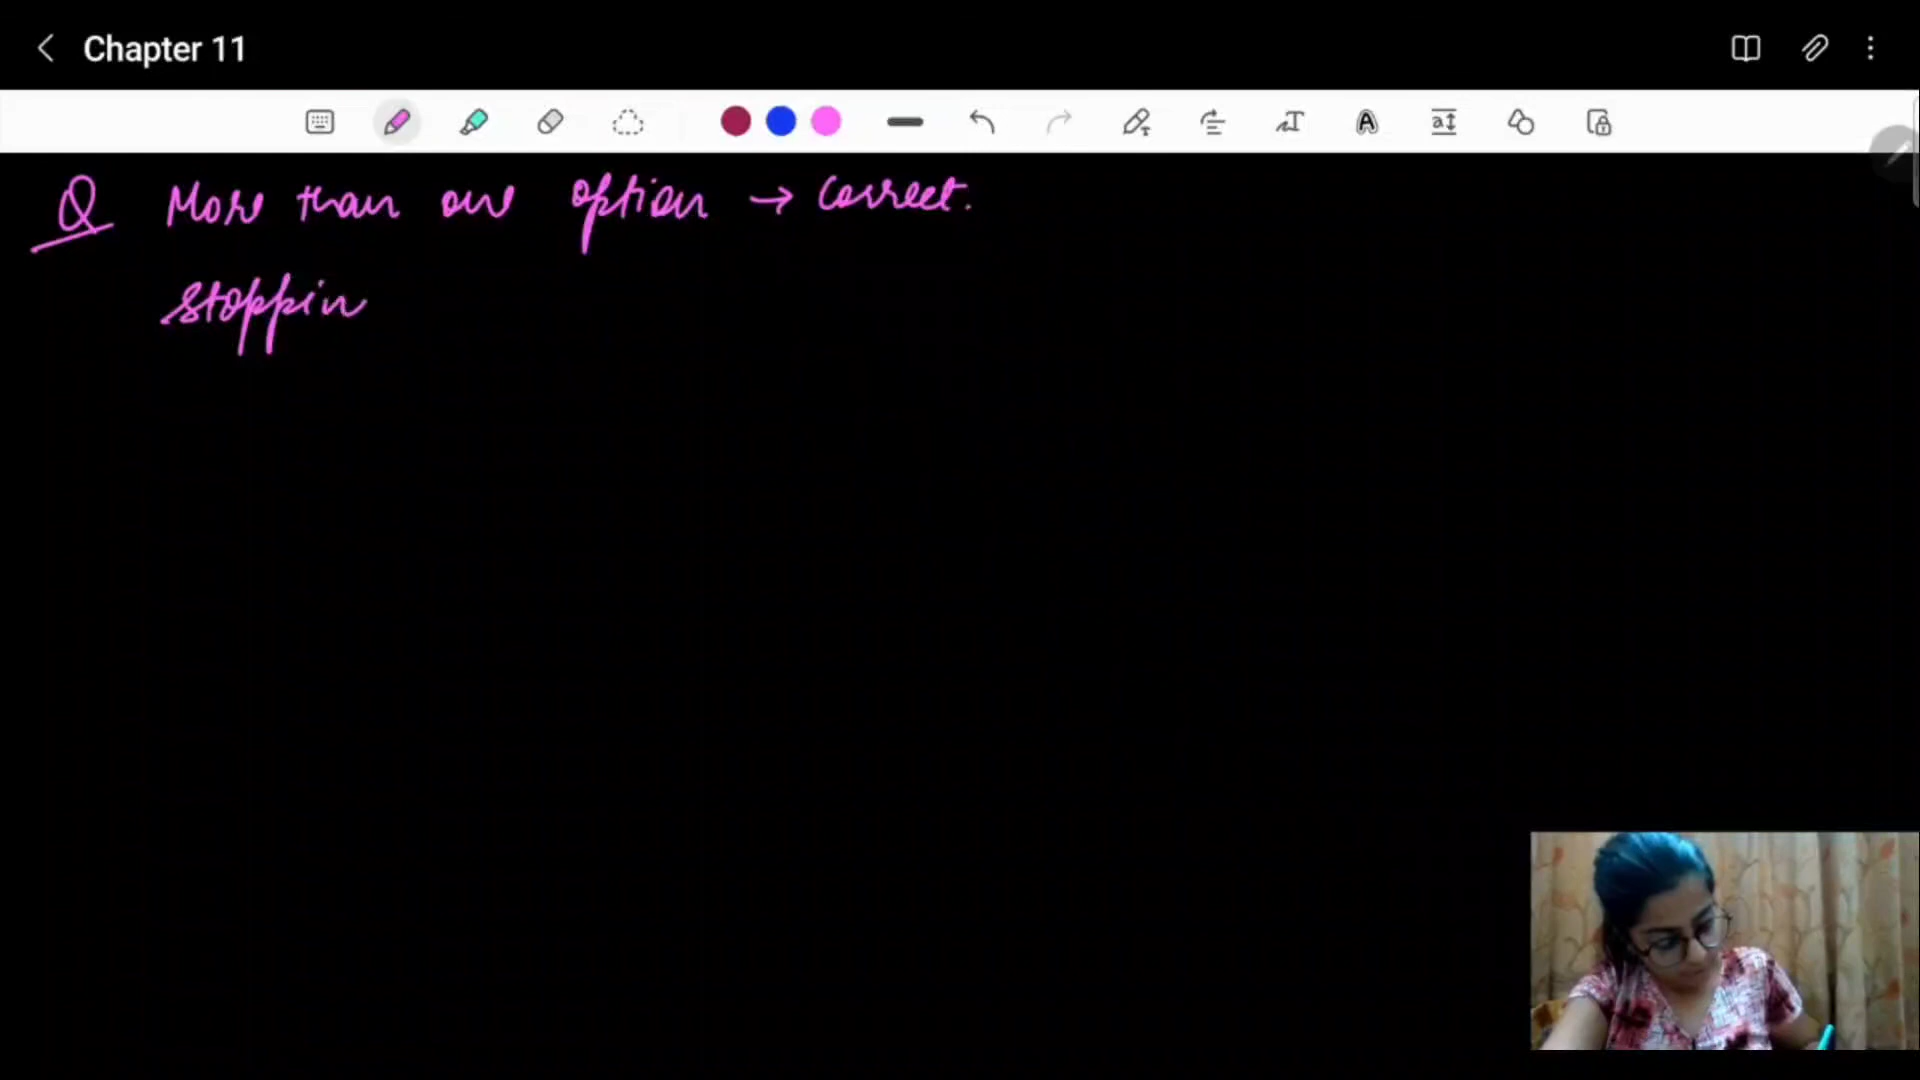 Chapter 11
Q More than one option → correct.
stoppin